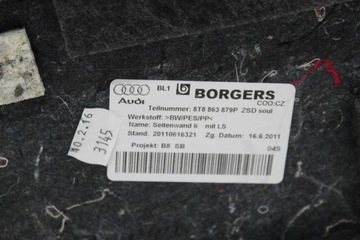 BL1 BORGERS
Audi COO:CZ
Teilnummer: 8T8 863 879P ZSD soul
Werkstoff: >BW/PES/PP<
Name: Seitenwand li mit LS
Stand. 20110616321 Zg. Datum: 16.6.2011
Projekt: B8 SB 04S
10.2.16
3145